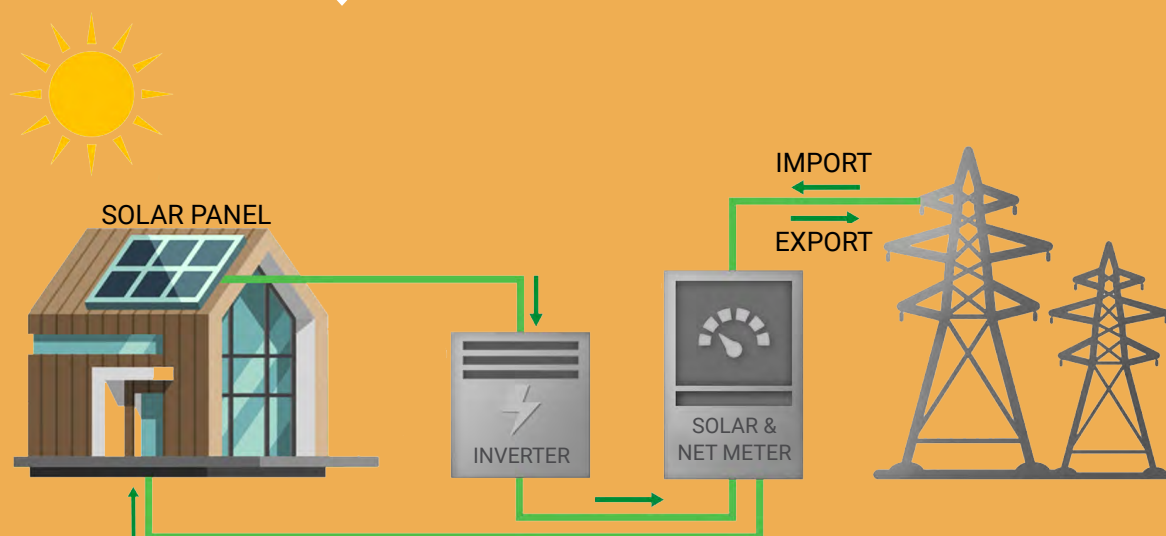 SOLAR PANEL
IMPORT
EXPORT
INVERTER
SOLAR &
NET METER